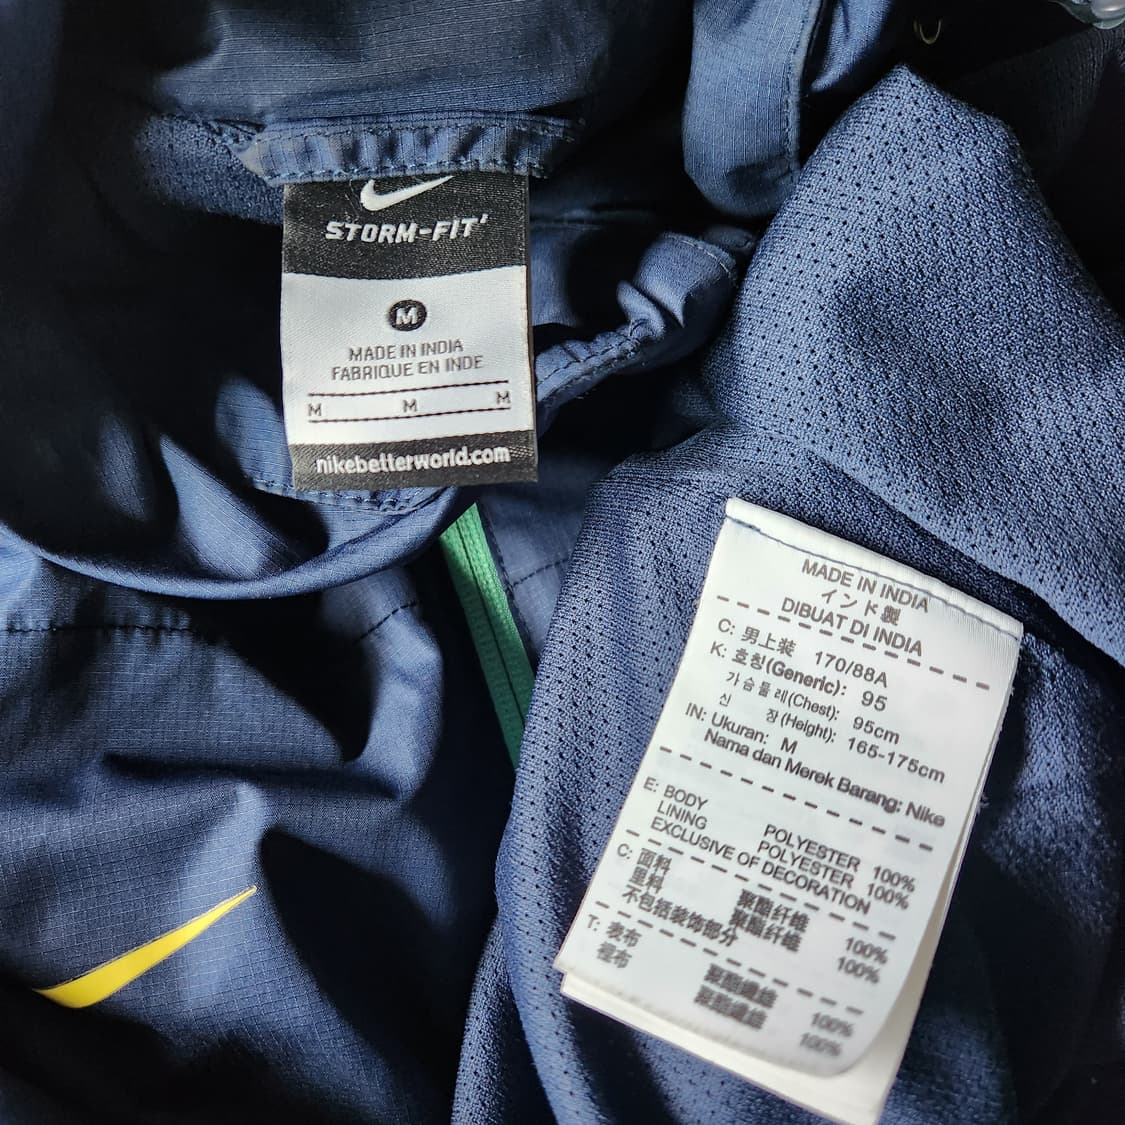 STORM-FIT
M
MADE IN INDIA
FABRIQUE EN INDE
M M M
nikebetterworld.com
MADE IN INDIA
インド製
DIBUAT DI INDIA
C: 男上装 170/88A
K: 호칭(Generic): 95
가슴둘레(Chest): 95cm
신 장(Height): 165-175cm
IN: Ukuran: M
Nama dan Merek Barang: Nike
E: BODY POLYESTER 100%
LINING POLYESTER 100%
EXCLUSIVE OF DECORATION
C: 面料 聚酯纤维 100%
里料 聚酯纤维 100%
不包括装饰部分
T: 表布 聚酯纖維 100%
裡布 聚酯纖維 100%